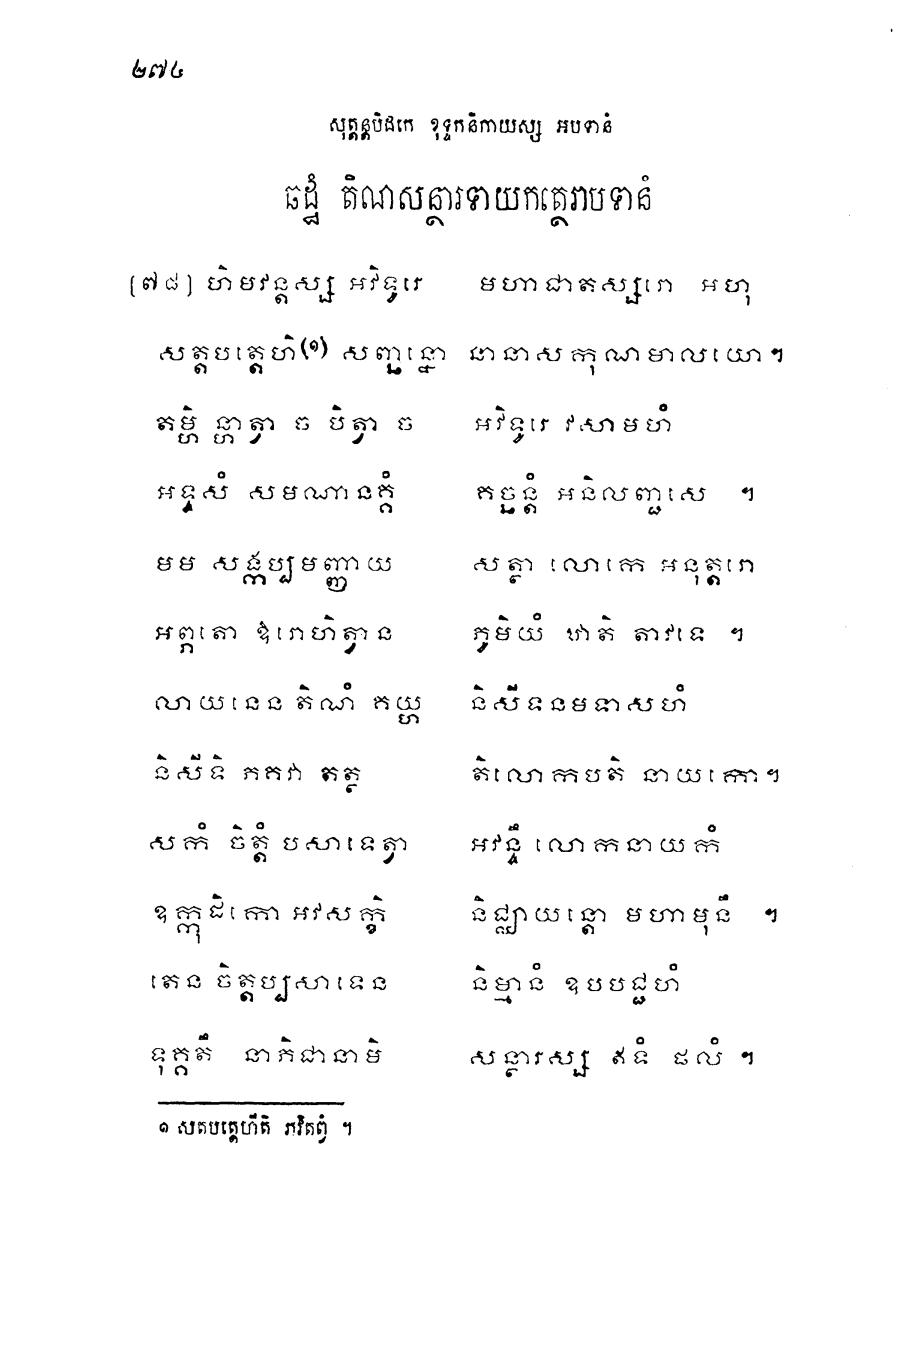 ២៧៤
សុត្តន្តបិដកេ ខុទ្ទកនិកាយស្ស អបទានំ
ឆដ្ឋំ តិណសន្ថារទាយកត្ថេរាបទានំ
[៧៨] ហិមវន្តស្ស អវិទូរេ មហាជាតស្សរោ អហុ
សត្តបត្តេហិ(១) សញ្ឆន្នោ នានាសកុណមាលយោ។
តម្ហិ ន្ហាត្វា ច បិត្វា ច អវិទូរេ វសាមហំ
អទ្ទសំ សមណានគ្គំ គច្ឆន្តំ អនិលញ្ជសេ ។
មម សង្កប្បមញ្ញាយ សត្ថា លោកេ អនុត្តរោ
អព្ភតោ ឱរោហិត្វាន ភូមិយំ ឋាតិ តាវទេ ។
លាយនេន តិណំ គយ្ហ និសីទនមទាសហំ
និសីទិ ភគវា តត្ថ តិលោកបតិ នាយកោ។
សកំ ចិត្តំ បសាទេត្វា អវន្ទឹ លោកនាយកំ
ឧក្កុដិកោ អវសក្ខិ និជ្ឈាយន្តោ មហាមុនឹ ។
តេន ចិត្តប្បសាទេន និម្មានំ ឧបបជ្ជហំ
ទុគ្គតឹ នាភិជានាមិ សន្ថារស្ស ឥទំ ផលំ ។
១ សតបត្តេហីតិ ភវិតព្វំ ។